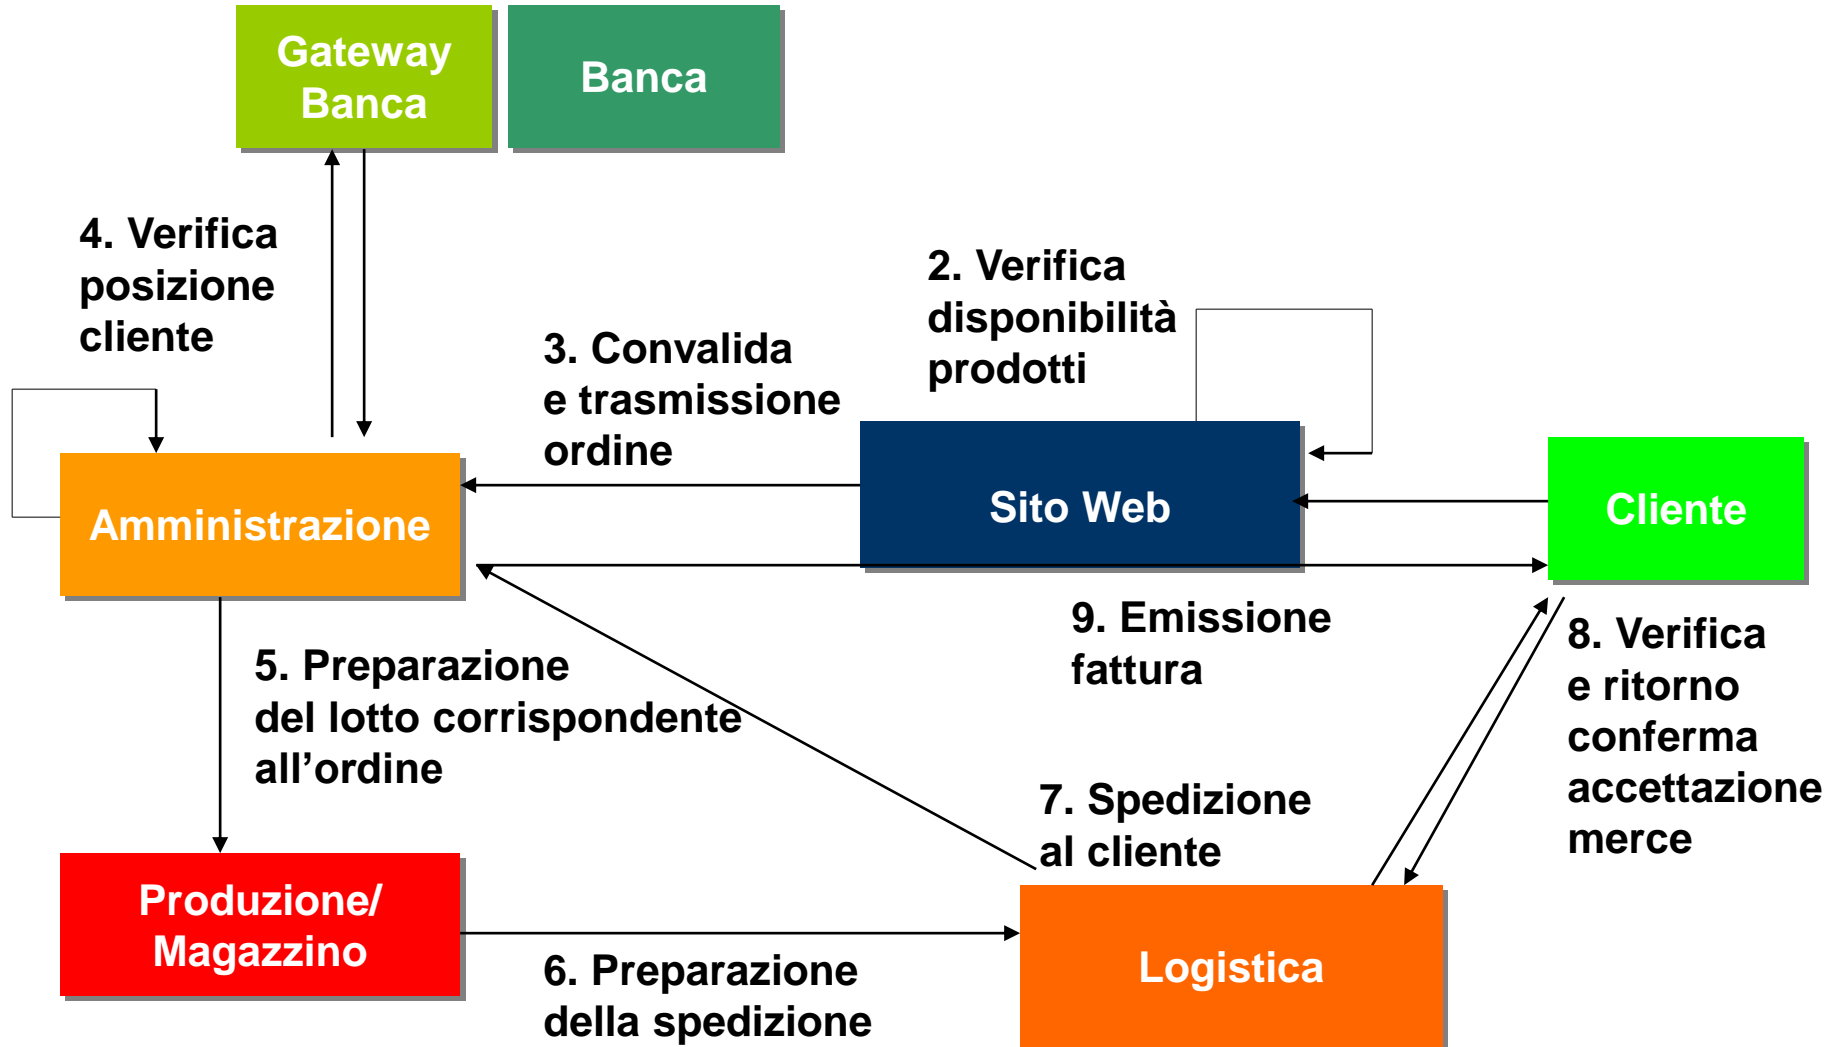 Gateway
Banca
Banca
4. Verifica
posizione
cliente
2. Verifica
disponibilità
prodotti
3. Convalida
e trasmissione
ordine
Amministrazione
Sito Web
Cliente
9. Emissione
fattura
8. Verifica
e ritorno
conferma
accettazione
merce
5. Preparazione
del lotto corrispondente
all’ordine
7. Spedizione
al cliente
Produzione/
Magazzino
6. Preparazione
della spedizione
Logistica